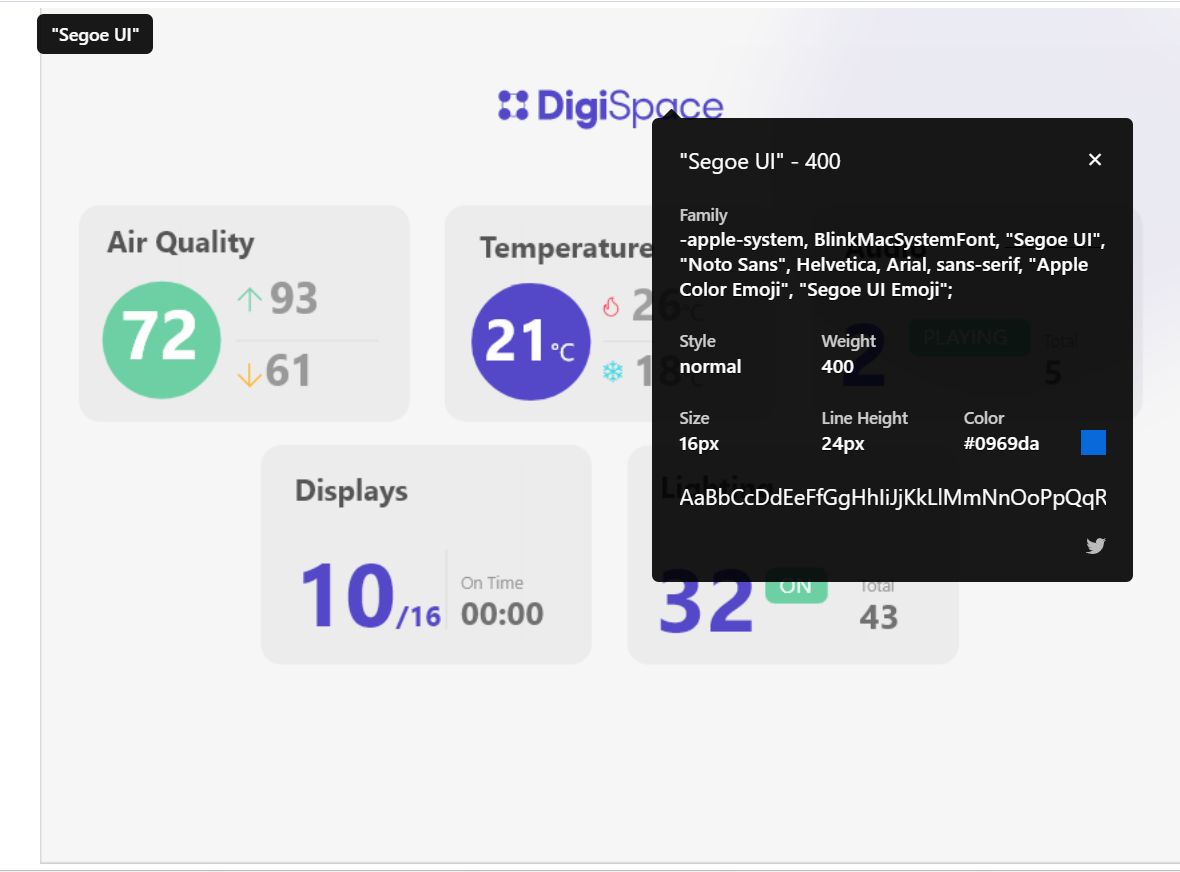 "Segoe UI"
DigiSpace
"Segoe UI" - 400
Family
-apple-system, BlinkMacSystemFont, "Segoe UI",
"Noto Sans", Helvetica, Arial, sans-serif, "Apple
Color Emoji", "Segoe UI Emoji";
Style
normal
Weight
400
Size
16px
Line Height
24px
Color
#0969da
AaBbCcDdEeFfGgHhIiJjKkLlMmNnOoPpQqR
Air Quality
72
93
61
Temperature
21°C
26°C
18°C
Audio
2
PLAYING
Total
5
Displays
10/16
On Time
00:00
Lighting
32
ON
Total
43